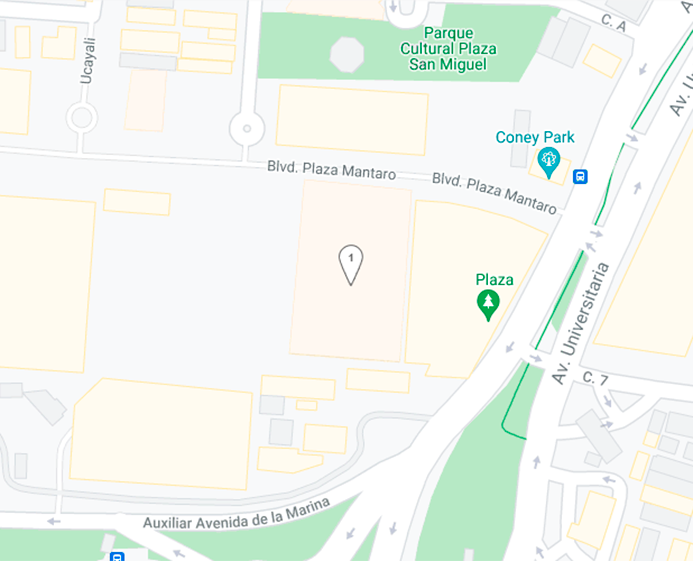 C. A
Parque
Cultural Plaza
San Miguel
Ucayali
Av. U
Coney Park
Blvd. Plaza Mantaro
Blvd. Plaza Mantaro
1
Plaza
Av. Universitaria
C. 7
Auxiliar Avenida de la Marina